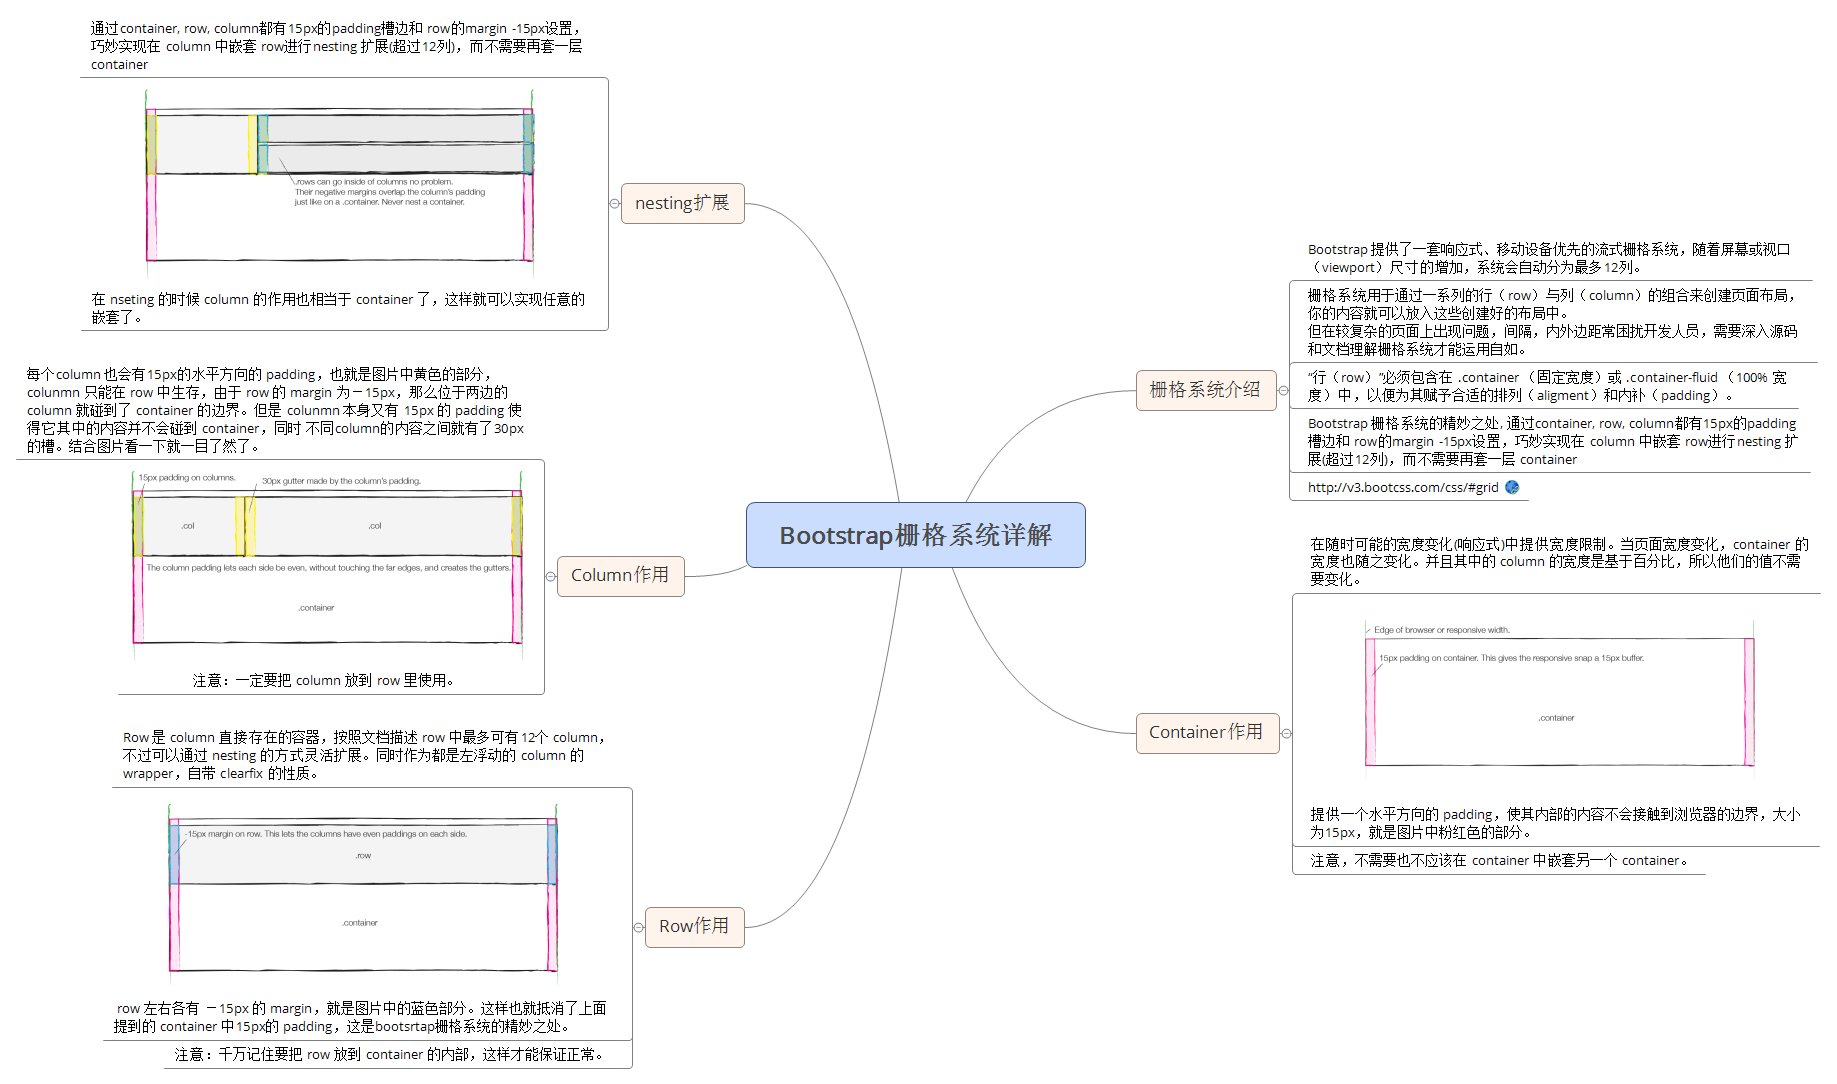 通过container, row, column都有15px的padding槽边和 row的margin -15px设置，
巧妙实现在 column 中嵌套 row进行nesting 扩展(超过12列)，而不需要再套一层
container
.rows can go inside of columns no problem.
Their negative margins overlap the column's padding
just like on a .container. Never nest a container.
在 nseting 的时候 column 的作用也相当于 container 了，这样就可以实现任意的
嵌套了。
nesting扩展
每个column 也会有15px的水平方向的 padding，也就是图片中黄色的部分，
colunmn 只能在 row 中生存，由于 row 的 margin 为－15px，那么位于两边的
column 就碰到了 container 的边界。但是 colunmn 本身又有 15px 的 padding 使
得它其中的内容并不会碰到 container，同时 不同column的内容之间就有了30px
的槽。结合图片看一下就一目了然了。
15px padding on columns.
30px gutter made by the column's padding.
.col
.col
The column padding lets each side be even, without touching the far edges, and creates the gutters.
.container
注意：一定要把 column 放到 row 里使用。
Column作用
Row 是 column 直接存在的容器，按照文档描述 row 中最多可有12个 column，
不过可以通过 nesting 的方式灵活扩展。同时作为都是左浮动的 column 的
wrapper，自带 clearfix 的性质。
-15px margin on row. This lets the columns have even paddings on each side.
.row
.container
row 左右各有 －15px 的 margin，就是图片中的蓝色部分。这样也就抵消了上面
提到的 container 中15px的 padding，这是bootsrtap栅格系统的精妙之处。
注意：千万记住要把 row 放到 container 的内部，这样才能保证正常。
Row作用
Bootstrap栅格系统详解
栅格系统介绍
Bootstrap 提供了一套响应式、移动设备优先的流式栅格系统，随着屏幕或视口
（viewport）尺寸的增加，系统会自动分为最多12列。
栅格系统用于通过一系列的行（row）与列（column）的组合来创建页面布局，
你的内容就可以放入这些创建好的布局中。
但在较复杂的页面上出现问题，间隔，内外边距常困扰开发人员，需要深入源码
和文档理解栅格系统才能运用自如。
“行（row）”必须包含在 .container （固定宽度）或 .container-fluid （100% 宽
度）中，以便为其赋予合适的排列（aligment）和内补（padding）。
Bootstrap 栅格系统的精妙之处, 通过container, row, column都有15px的padding
槽边和 row的margin -15px设置，巧妙实现在 column 中嵌套 row进行nesting 扩
展(超过12列)，而不需要再套一层 container
http://v3.bootcss.com/css/#grid
Container作用
在随时可能的宽度变化(响应式)中提供宽度限制。当页面宽度变化，container 的
宽度也随之变化。并且其中的 column 的宽度是基于百分比，所以他们的值不需
要变化。
Edge of browser or responsive width.
15px padding on container. This gives the responsive snap a 15px buffer.
.container
提供一个水平方向的 padding，使其内部的内容不会接触到浏览器的边界，大小
为15px，就是图片中粉红色的部分。
注意，不需要也不应该在 container 中嵌套另一个 container。